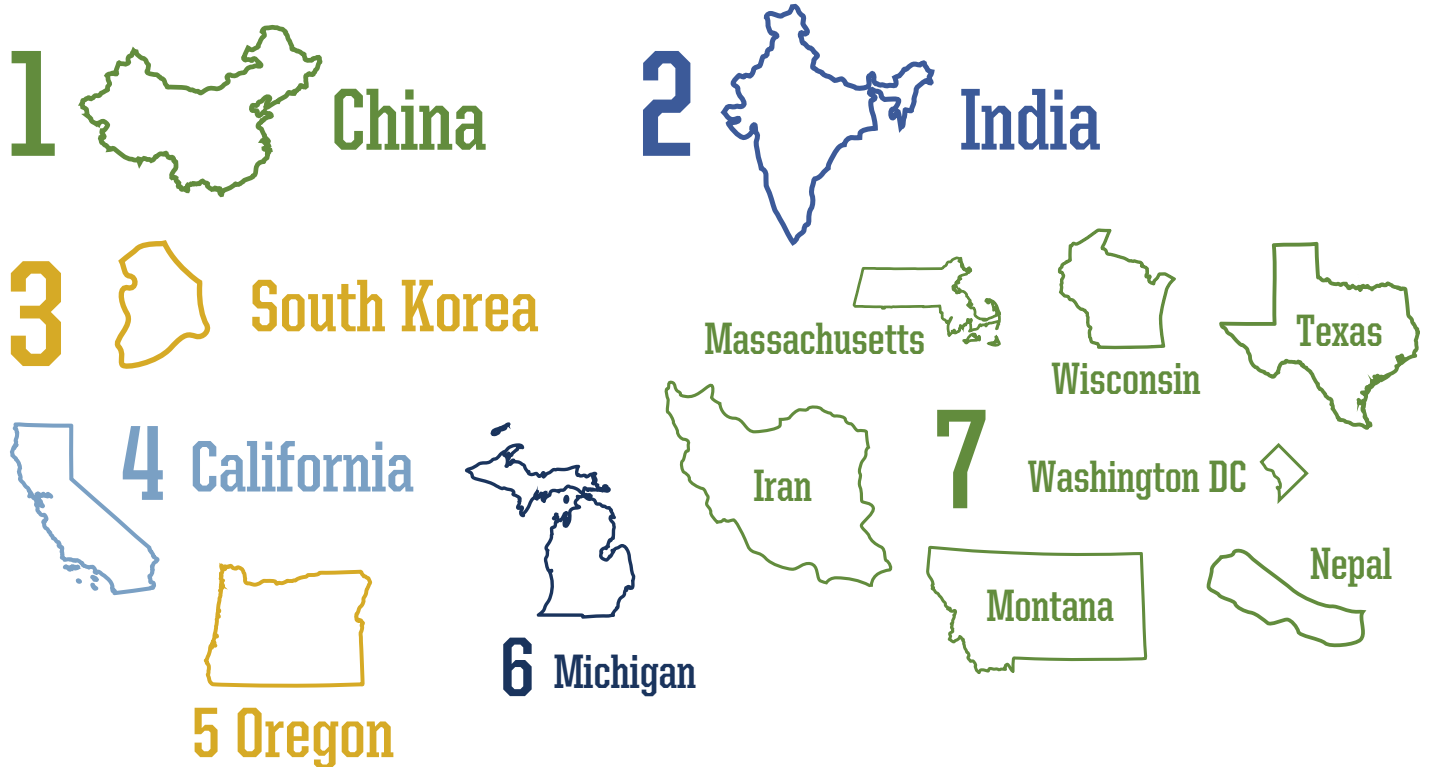 1 China
2 India
3 South Korea
4 California
5 Oregon
6 Michigan
7
Massachusetts
Wisconsin
Texas
Iran
Washington DC
Montana
Nepal